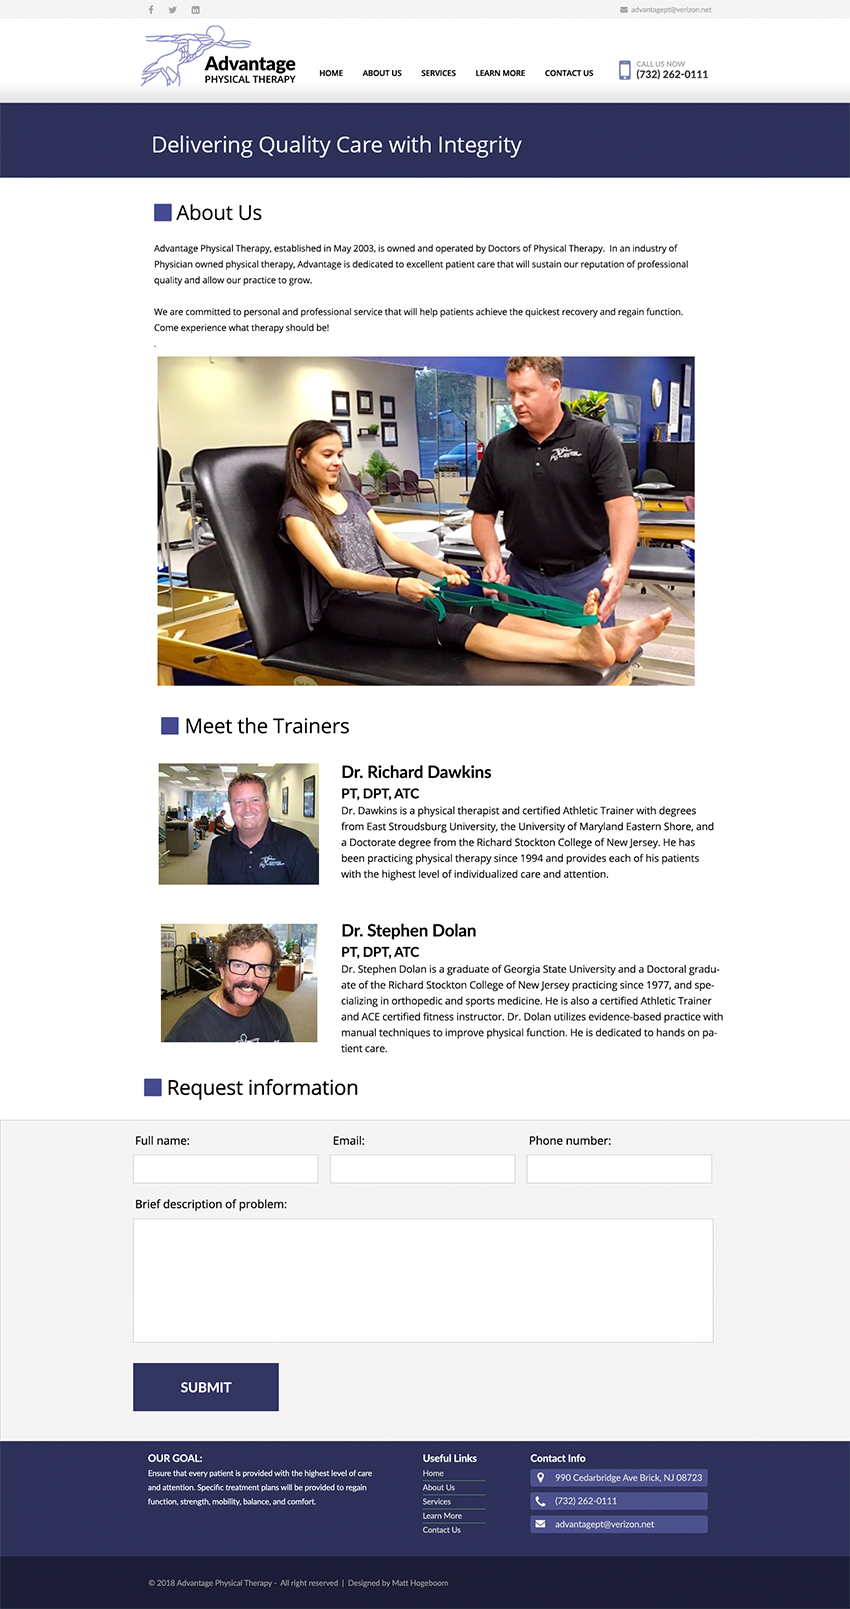 advantagept@verizon.net
Advantage
PHYSICAL THERAPY
HOME ABOUT US SERVICES LEARN MORE CONTACT US
CALL US NOW
(732) 262-0111
Delivering Quality Care with Integrity
About Us
Advantage Physical Therapy, established in May 2003, is owned and operated by Doctors of Physical Therapy. In an industry of
Physician owned physical therapy, Advantage is dedicated to excellent patient care that will sustain our reputation of professional
quality and allow our practice to grow.
We are committed to personal and professional service that will help patients achieve the quickest recovery and regain function.
Come experience what therapy should be!
.
Meet the Trainers
Dr. Richard Dawkins
PT, DPT, ATC
Dr. Dawkins is a physical therapist and certified Athletic Trainer with degrees
from East Stroudsburg University, the University of Maryland Eastern Shore, and
a Doctorate degree from the Richard Stockton College of New Jersey. He has
been practicing physical therapy since 1994 and provides each of his patients
with the highest level of individualized care and attention.
Dr. Stephen Dolan
PT, DPT, ATC
Dr. Stephen Dolan is a graduate of Georgia State University and a Doctoral gradu-
ate of the Richard Stockton College of New Jersey practicing since 1977, and spe-
cializing in orthopedic and sports medicine. He is also a certified Athletic Trainer
and ACE certified fitness instructor. Dr. Dolan utilizes evidence-based practice with
manual techniques to improve physical function. He is dedicated to hands on pa-
tient care.
Request information
Full name: Email: Phone number:
Brief description of problem:
SUBMIT
OUR GOAL:
Ensure that every patient is provided with the highest level of care
and attention. Specific treatment plans will be provided to regain
function, strength, mobility, balance, and comfort.
Useful Links
Home
About Us
Services
Learn More
Contact Us
Contact Info
990 Cedarbridge Ave Brick, NJ 08723
(732) 262-0111
advantagept@verizon.net
© 2018 Advantage Physical Therapy - All right reserved | Designed by Matt Hogeboom